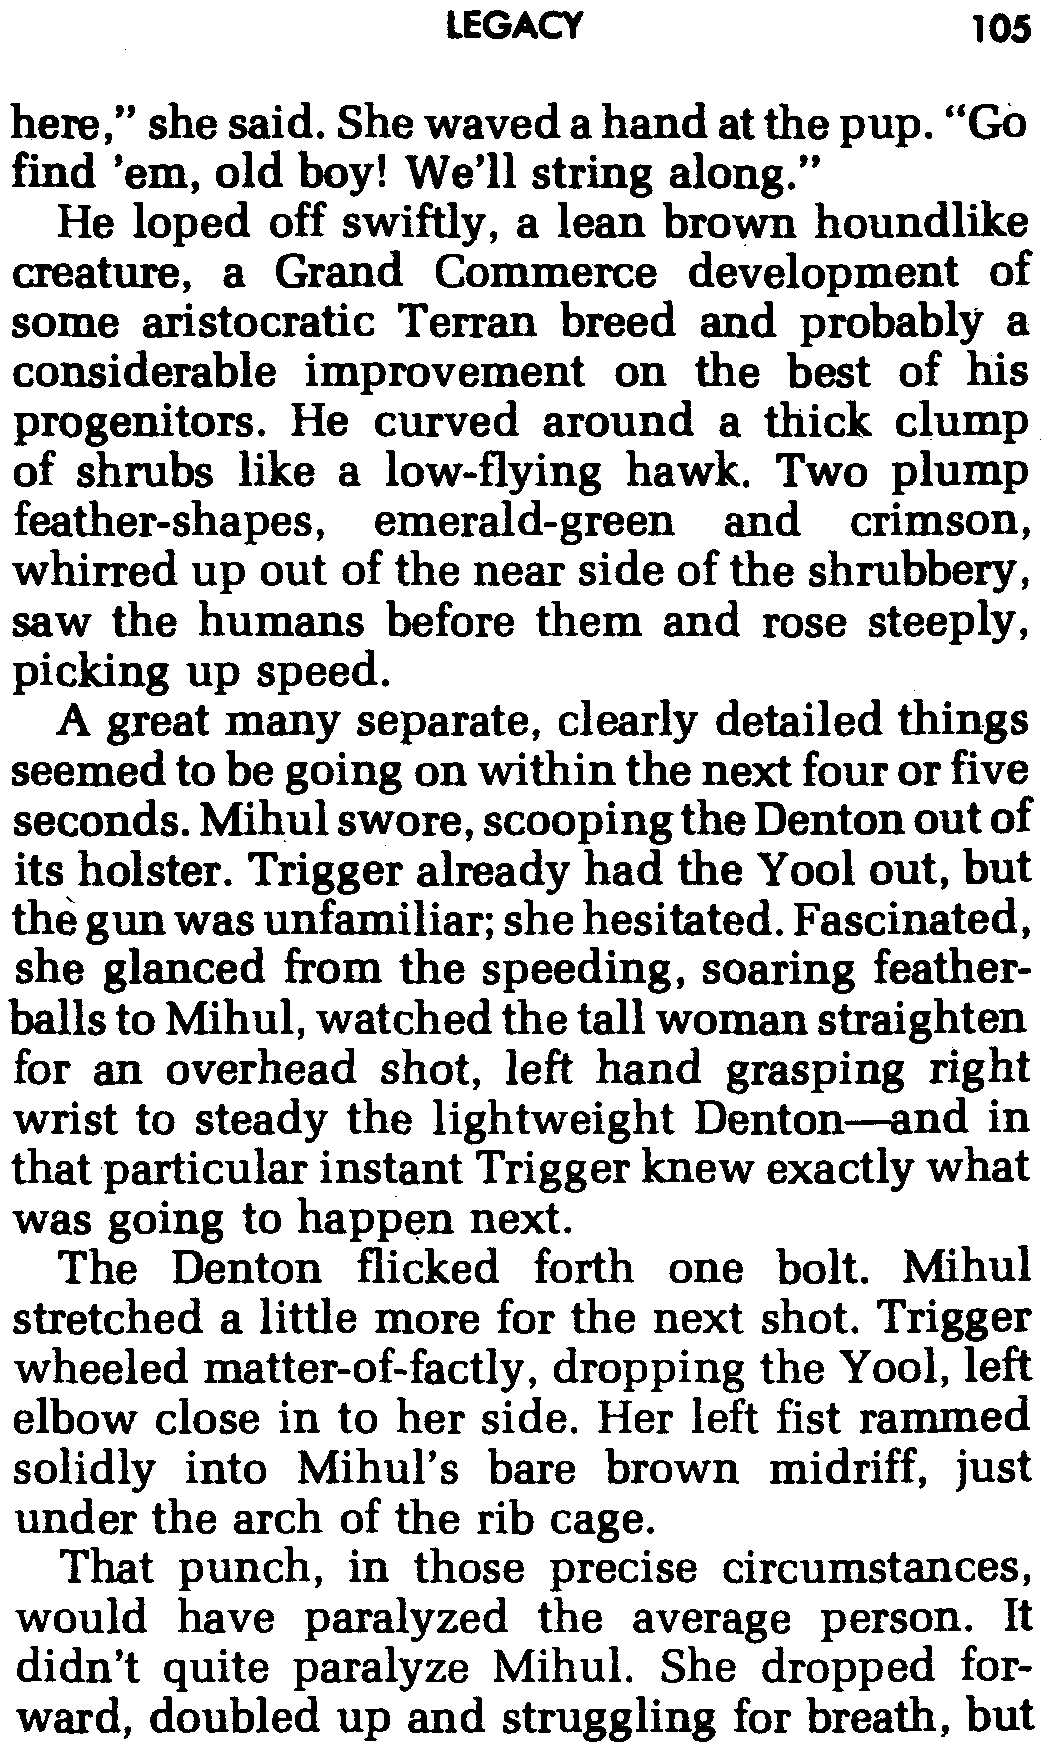 LEGACY 105
here," she said. She waved a hand at the pup. "Go
find 'em, old boy! We'll string along."
He loped off swiftly, a lean brown houndlike
creature, a Grand Commerce development of
some aristocratic Terran breed and probably a
considerable improvement on the best of his
progenitors. He curved around a thick clump
of shrubs like a low-flying hawk. Two plump
feather-shapes, emerald-green and crimson,
whirred up out of the near side of the shrubbery,
saw the humans before them and rose steeply,
picking up speed.
A great many separate, clearly detailed things
seemed to be going on within the next four or five
seconds. Mihul swore, scooping the Denton out of
its holster. Trigger already had the Yool out, but
the gun was unfamiliar; she hesitated. Fascinated,
she glanced from the speeding, soaring feather-
balls to Mihul, watched the tall woman straighten
for an overhead shot, left hand grasping right
wrist to steady the lightweight Denton—and in
that particular instant Trigger knew exactly what
was going to happen next.
The Denton flicked forth one bolt. Mihul
stretched a little more for the next shot. Trigger
wheeled matter-of-factly, dropping the Yool, left
elbow close in to her side. Her left fist rammed
solidly into Mihul's bare brown midriff, just
under the arch of the rib cage.
That punch, in those precise circumstances,
would have paralyzed the average person. It
didn't quite paralyze Mihul. She dropped for-
ward, doubled up and struggling for breath, but